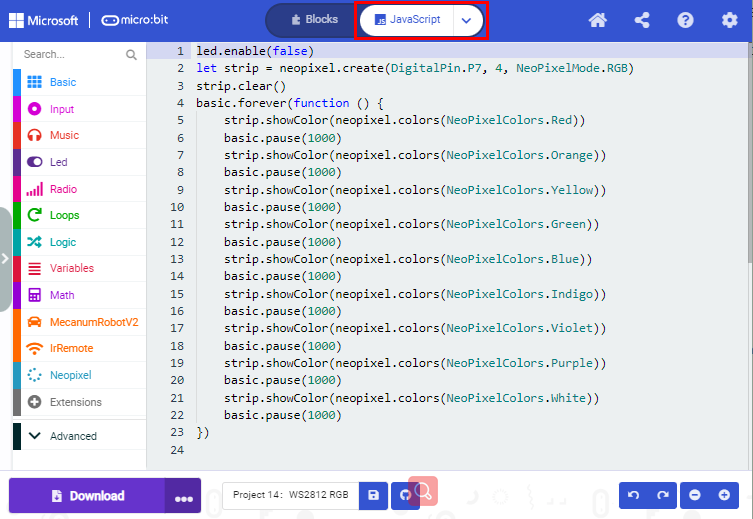 Microsoft micro:bit Blocks JavaScript
Search...
Basic
Input
Music
Led
Radio
Loops
Logic
Variables
Math
MecanumRobotV2
IrRemote
Neopixel
Extensions
Advanced
1 led.enable(false)
2 let strip = neopixel.create(DigitalPin.P7, 4, NeoPixelMode.RGB)
3 strip.clear()
4 basic.forever(function () {
5 strip.showColor(neopixel.colors(NeoPixelColors.Red))
6 basic.pause(1000)
7 strip.showColor(neopixel.colors(NeoPixelColors.Orange))
8 basic.pause(1000)
9 strip.showColor(neopixel.colors(NeoPixelColors.Yellow))
10 basic.pause(1000)
11 strip.showColor(neopixel.colors(NeoPixelColors.Green))
12 basic.pause(1000)
13 strip.showColor(neopixel.colors(NeoPixelColors.Blue))
14 basic.pause(1000)
15 strip.showColor(neopixel.colors(NeoPixelColors.Indigo))
16 basic.pause(1000)
17 strip.showColor(neopixel.colors(NeoPixelColors.Violet))
18 basic.pause(1000)
19 strip.showColor(neopixel.colors(NeoPixelColors.Purple))
20 basic.pause(1000)
21 strip.showColor(neopixel.colors(NeoPixelColors.White))
22 basic.pause(1000)
23 })
24
Download ••• Project 14：WS2812 RGB